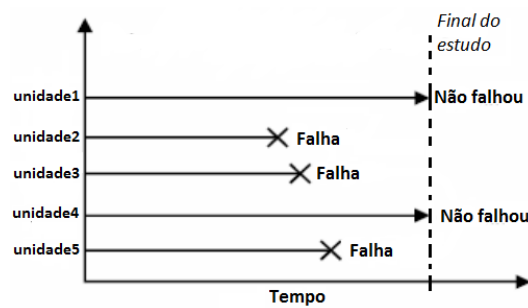 Final do
estudo
unidade1
Não falhou
unidade2
Falha
unidade3
Falha
unidade4
Não falhou
unidade5
Falha
Tempo